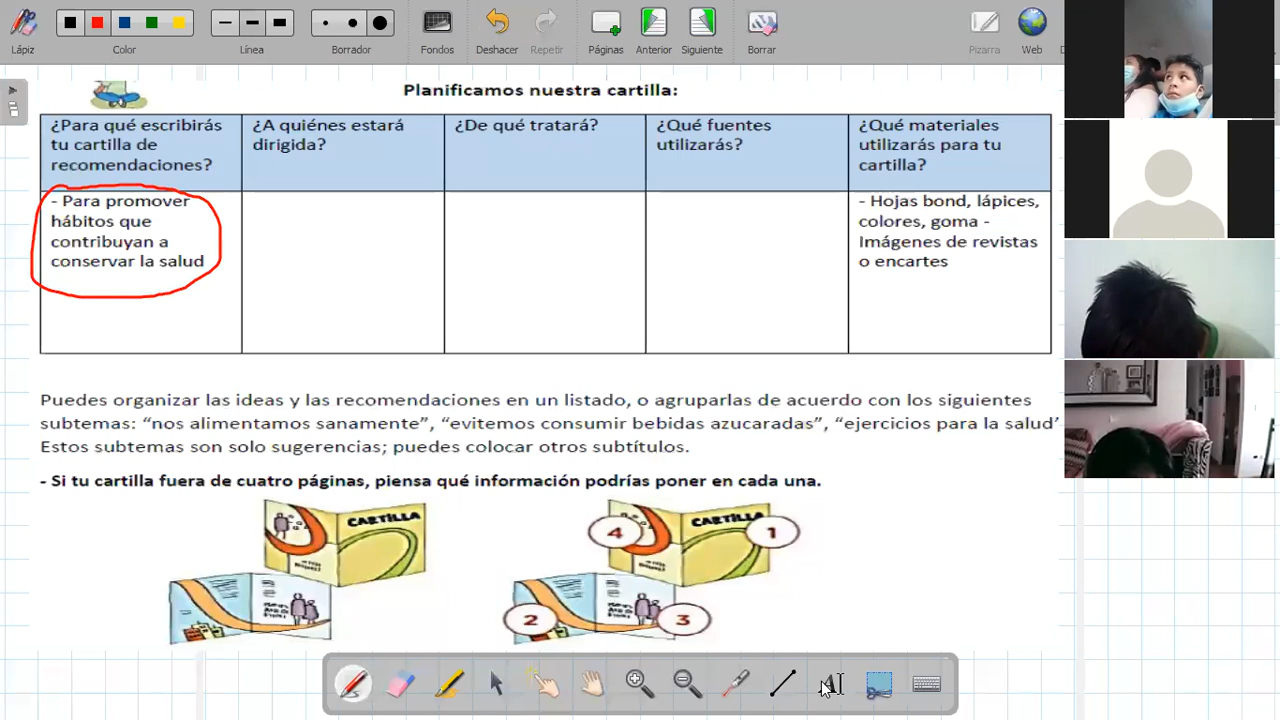 Lápiz
Color
Línea
Borrador
Fondos
Deshacer
Repetir
Páginas
Anterior
Siguiente
Borrar
Pizarra
Web
Planificamos nuestra cartilla:
¿Para qué escribirás
tu cartilla de
recomendaciones?
¿A quiénes estará
dirigida?
¿De qué tratará?
¿Qué fuentes
utilizarás?
¿Qué materiales
utilizarás para tu
cartilla?
- Para promover
hábitos que
contribuyan a
conservar la salud
- Hojas bond, lápices,
colores, goma -
Imágenes de revistas
o encartes
Puedes organizar las ideas y las recomendaciones en un listado, o agruparlas de acuerdo con los siguientes
subtemas: “nos alimentamos sanamente”, “evitemos consumir bebidas azucaradas”, “ejercicios para la salud”
Estos subtemas son solo sugerencias; puedes colocar otros subtítulos.
- Si tu cartilla fuera de cuatro páginas, piensa qué información podrías poner en cada una.
CARTILLA
CARTILLA
4
1
2
3